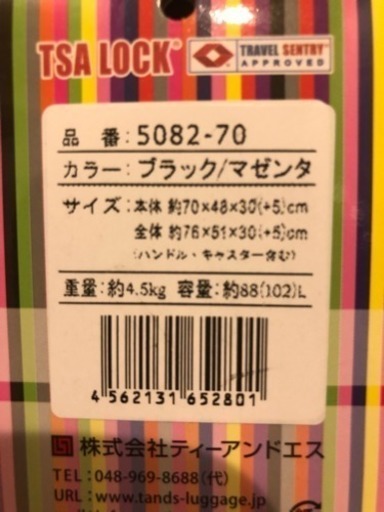 TSA LOCK®
TRAVEL SENTRY®
APPROVED
品 番:5082-70
カラー:ブラック/マゼンタ
サイズ:本体 約70×48×30(+5)cm
全体 約76×51×30(+5)cm
(ハンドル・キャスター含む)
重量:約4.5kg 容量:約88(102)L
4 562131 652801
株式会社ティーアンドエス
TEL:048-969-8688(代)
URL:www.tands-luggage.jp